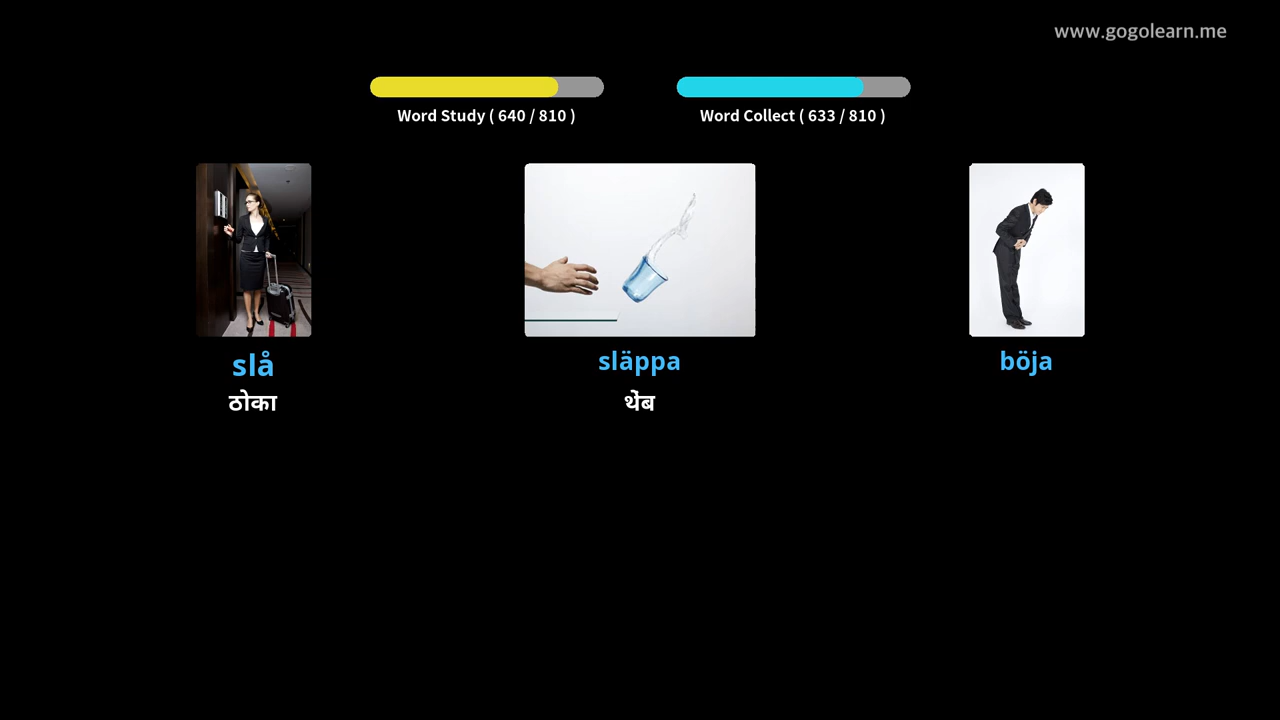 www.gogolearn.me
Word Study ( 640 / 810 )
Word Collect ( 633 / 810 )
slå
släppa
böja
ठोका
थेंब